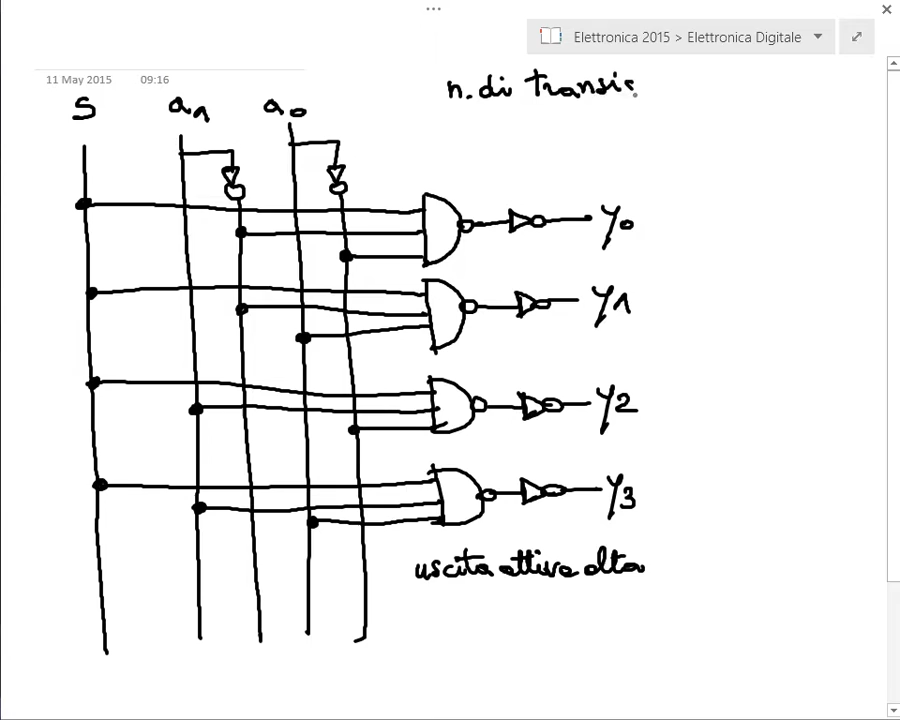 Elettronica 2015 > Elettronica Digitale
11 May 2015 09:16
n. di transis
S a1 a0
y0
y1
y2
y3
uscita attiva alta